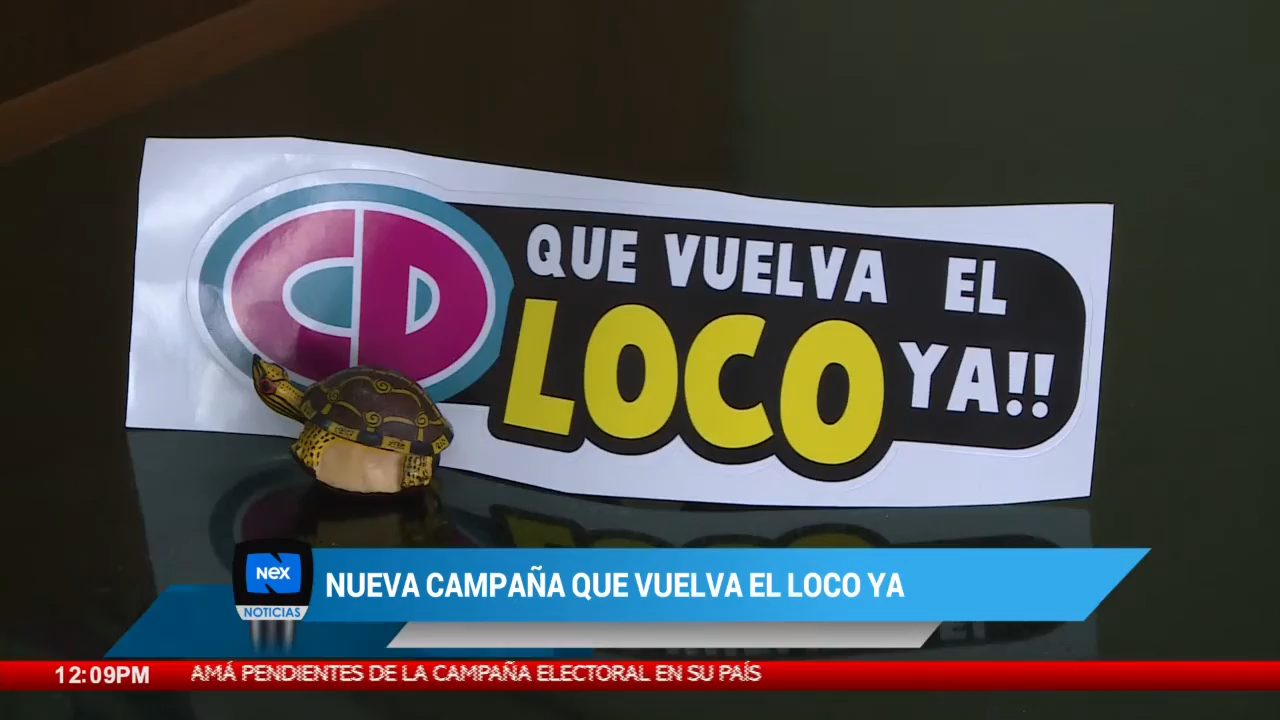 CD
QUE VUELVA EL
LOCO YA!!
NEX
NOTICIAS
NUEVA CAMPAÑA QUE VUELVA EL LOCO YA
12:09PM
AMÁ PENDIENTES DE LA CAMPAÑA ELECTORAL EN SU PAÍS